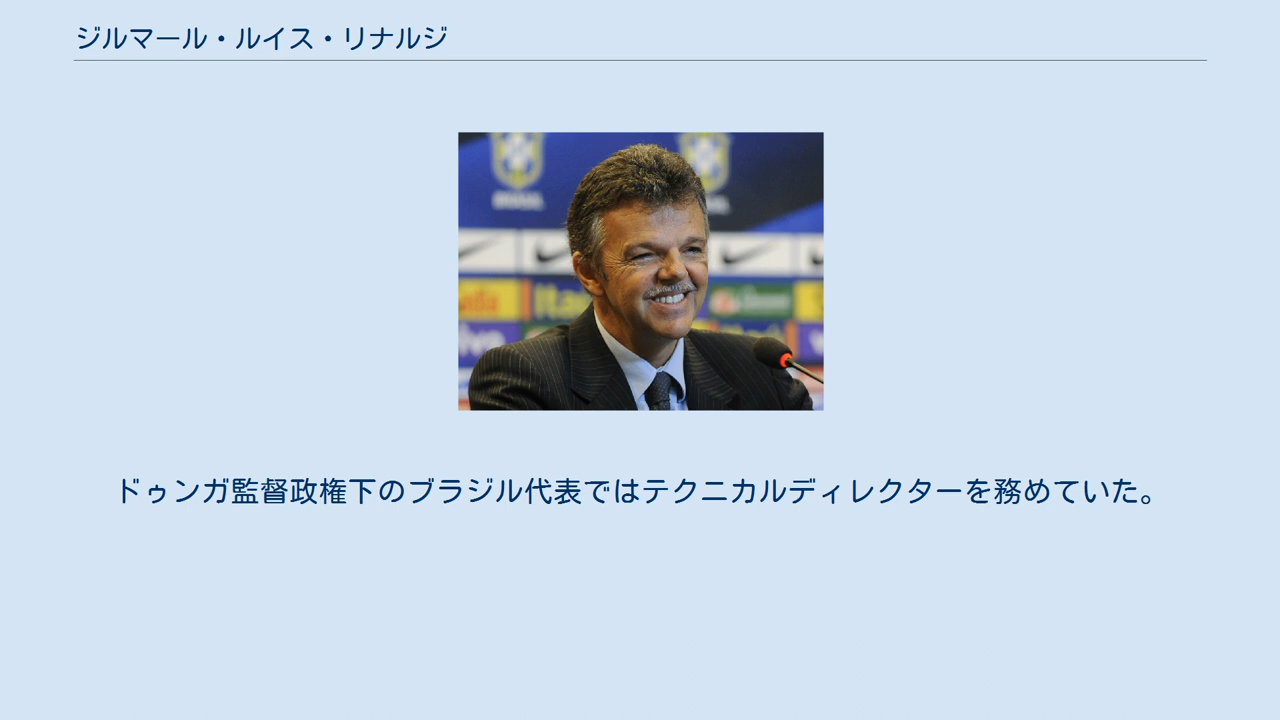 ジルマール・ルイス・リナルジ
BRASIL
ドゥンガ監督政権下のブラジル代表ではテクニカルディレクターを務めていた。